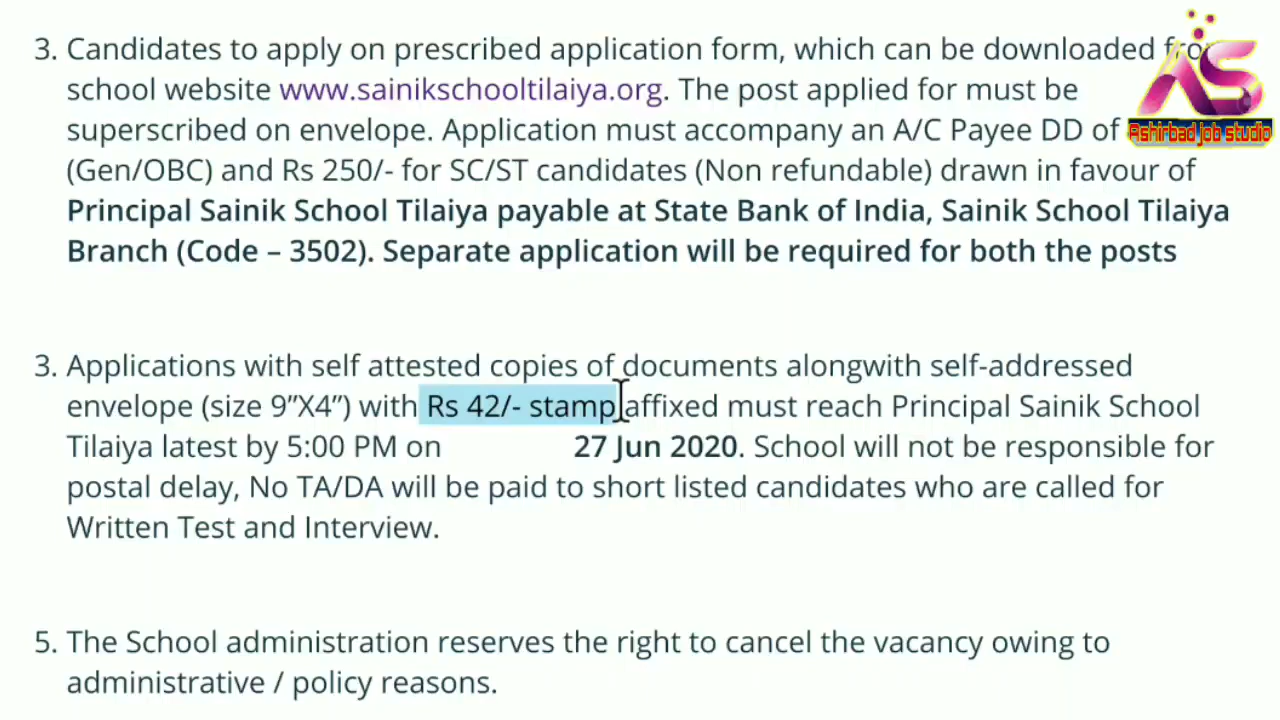 3. Candidates to apply on prescribed application form, which can be downloaded
school website www.sainikschooltilaiya.org. The post applied for must be
superscribed on envelope. Application must accompany an A/C Payee DD of
(Gen/OBC) and Rs 250/- for SC/ST candidates (Non refundable) drawn in favour of
Principal Sainik School Tilaiya payable at State Bank of India, Sainik School Tilaiya
Branch (Code – 3502). Separate application will be required for both the posts
3. Applications with self attested copies of documents alongwith self-addressed
envelope (size 9”X4”) with Rs 42/- stamp affixed must reach Principal Sainik School
Tilaiya latest by 5:00 PM on 27 Jun 2020. School will not be responsible for
postal delay, No TA/DA will be paid to short listed candidates who are called for
Written Test and Interview.
5. The School administration reserves the right to cancel the vacancy owing to
administrative / policy reasons.
AS
Ashirbad job studio